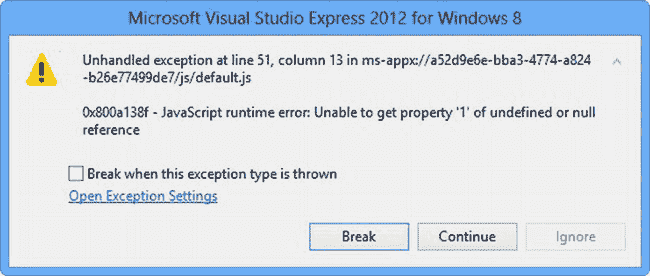 Microsoft Visual Studio Express 2012 for Windows 8
Unhandled exception at line 51, column 13 in ms-appx://a52d9e6e-bba3-4774-a824
-b26e77499de7/js/default.js
0x800a138f - JavaScript runtime error: Unable to get property '1' of undefined or null
reference
Break when this exception type is thrown
Open Exception Settings
Break
Continue
Ignore